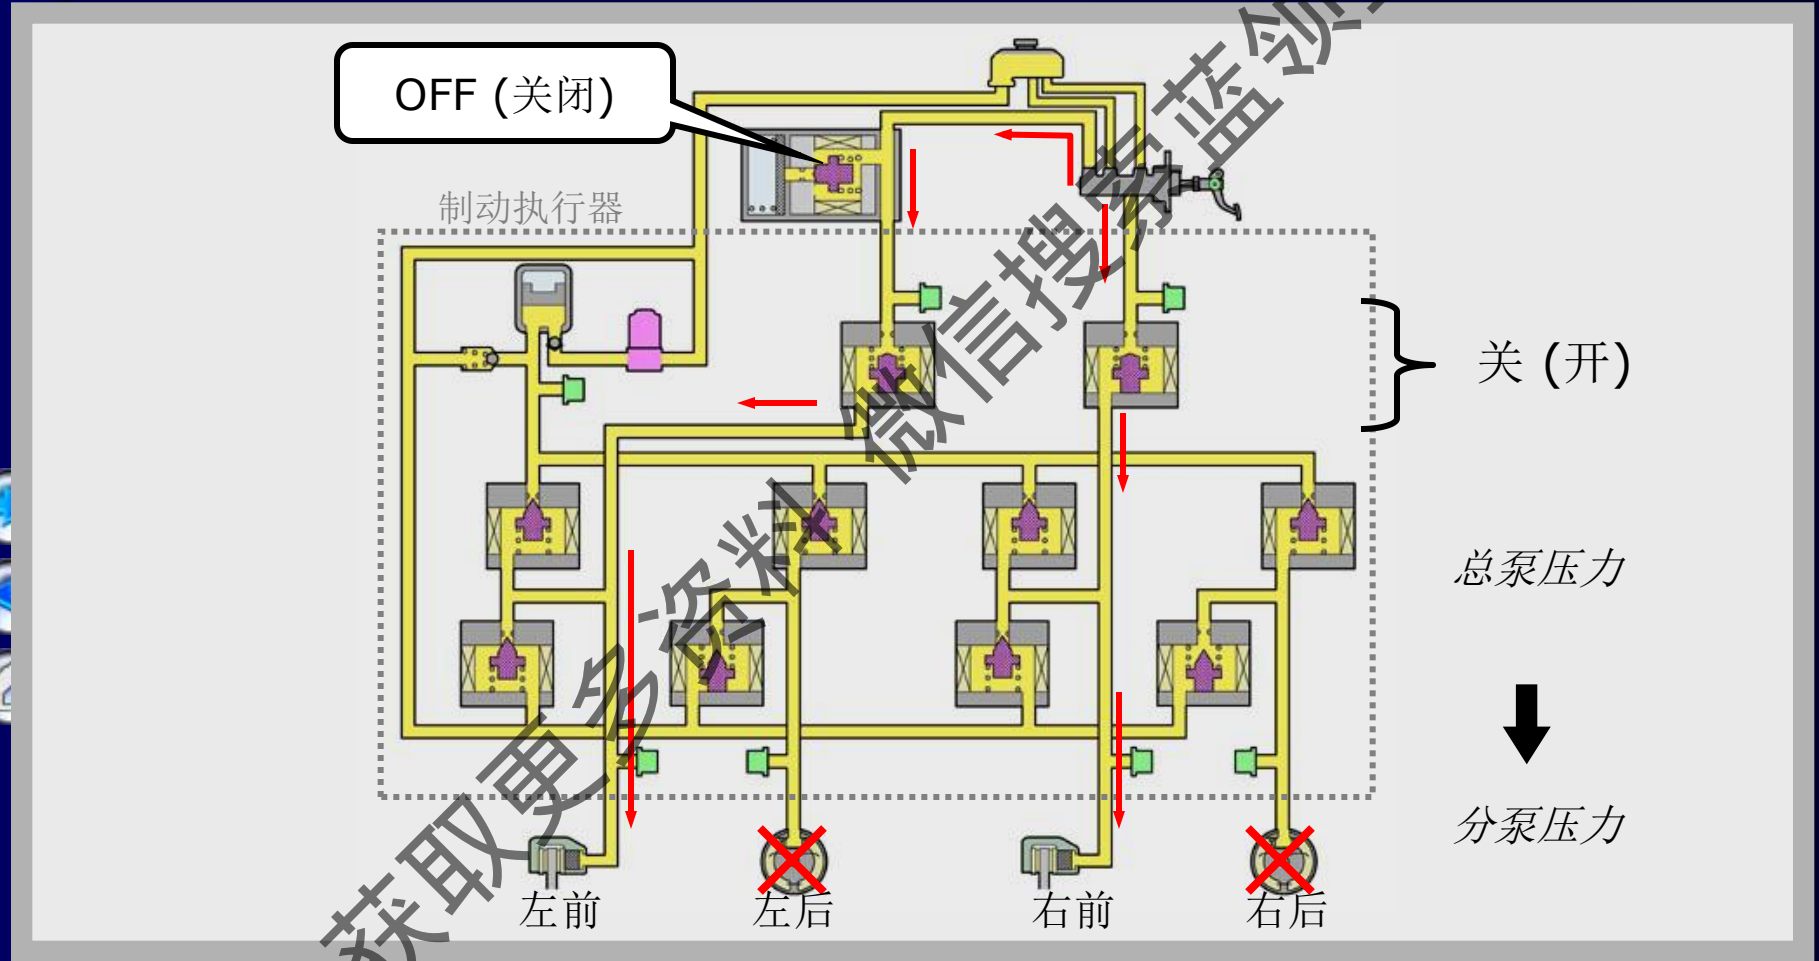 OFF (关闭)
制动执行器
关 (开)
总泵压力
分泵压力
左前
左后
右前
右后
获取更多资料 微信搜索蓝领